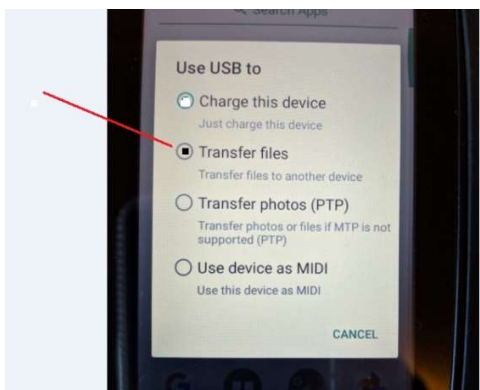 Search Apps
Use USB to
Charge this device
Just charge this device
Transfer files
Transfer files to another device
Transfer photos (PTP)
Transfer photos or files if MTP is not
supported (PTP)
Use device as MIDI
Use this device as MIDI
CANCEL